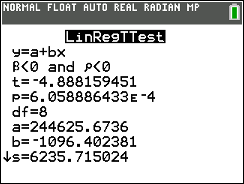 NORMAL FLOAT AUTO REAL RADIAN MP
LinRegTTest
y=a+bx
β<0 and ρ<0
t=-4.888159451
p=6.058886433E-4
df=8
a=244625.6736
b=-1096.402381
↓s=6235.715024